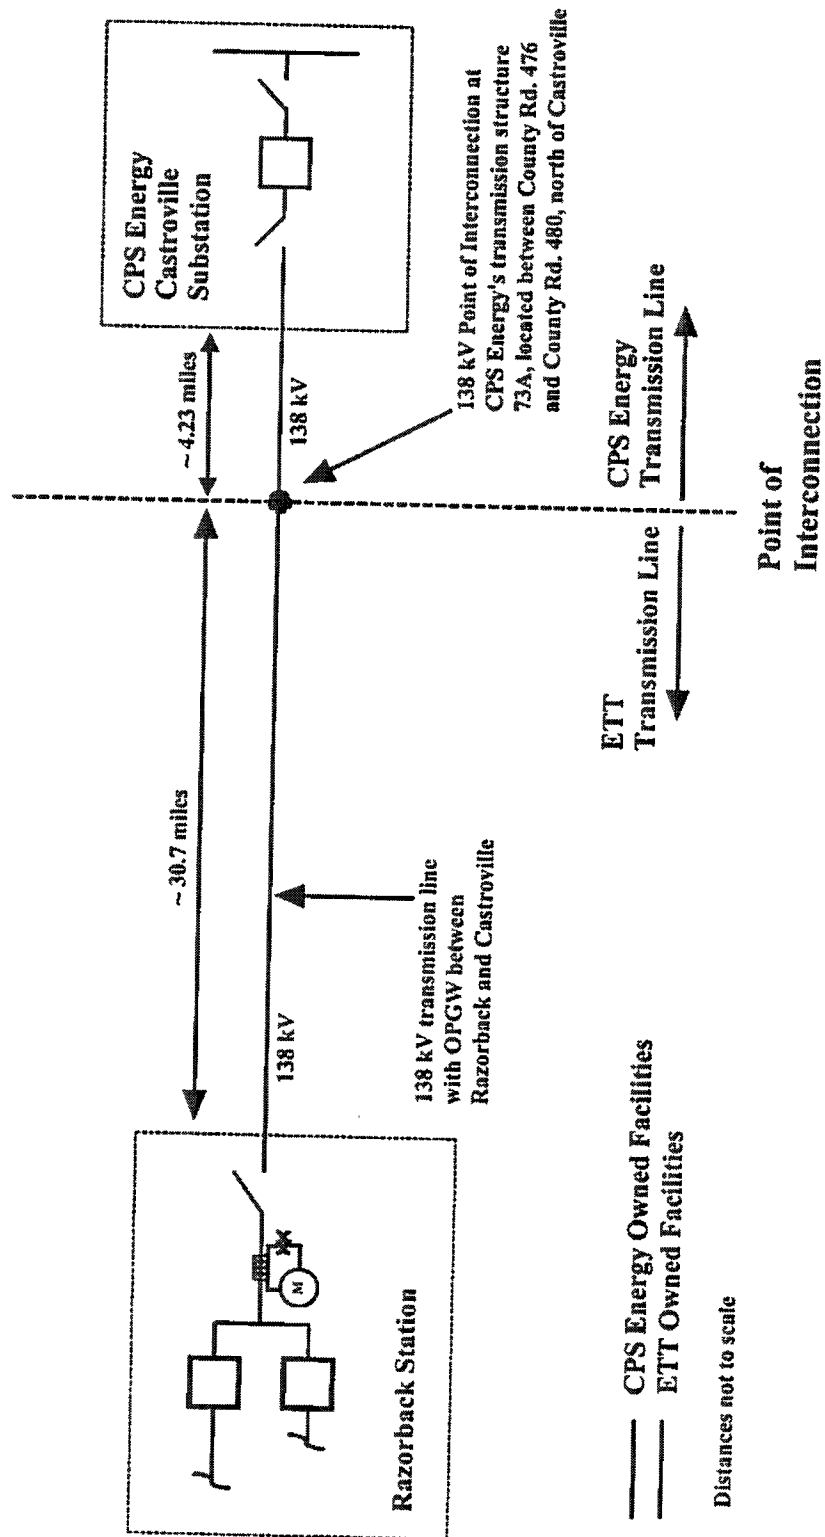 CPS Energy
Castroville
Substation
~ 4.23 miles
138 kV
138 kV Point of Interconnection at
CPS Energy's transmission structure
73A, located between County Rd. 476
and County Rd. 480, north of Castroville
~ 30.7 miles
138 kV
138 kV transmission line
with OPGW between
Razorback and Castroville
M
Razorback Station
ETT
Transmission Line
CPS Energy
Transmission Line
Point of
Interconnection
CPS Energy Owned Facilities
ETT Owned Facilities
Distances not to scale